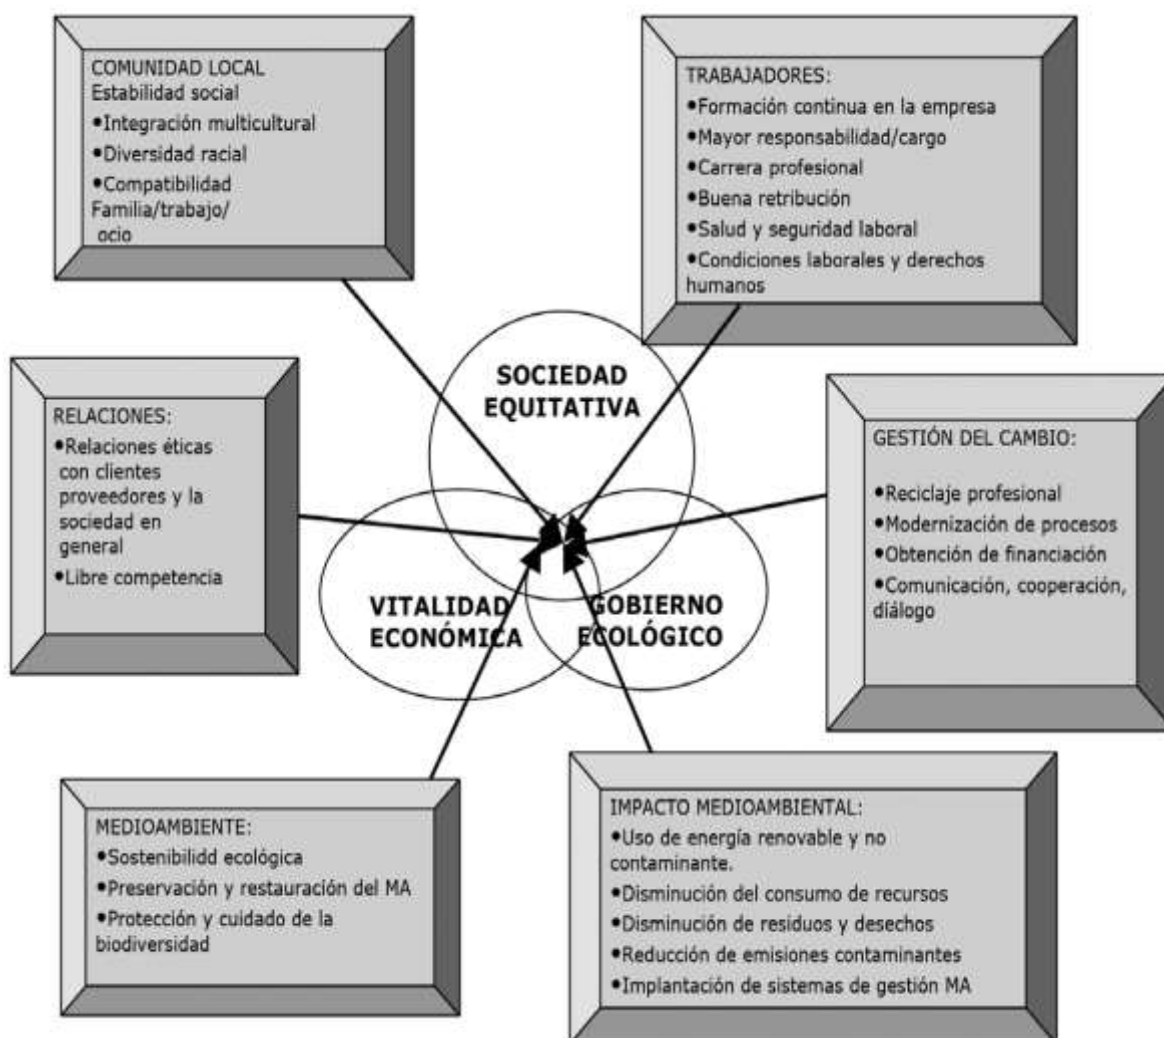 COMUNIDAD LOCAL
Estabilidad social
•Integración multicultural
•Diversidad racial
•Compatibilidad
Familia/trabajo/
ocio
TRABAJADORES:
•Formación continua en la empresa
•Mayor responsabilidad/cargo
•Carrera profesional
•Buena retribución
•Salud y seguridad laboral
•Condiciones laborales y derechos
humanos
SOCIEDAD
EQUITATIVA
RELACIONES:
•Relaciones éticas
con clientes
proveedores y la
sociedad en
general
•Libre competencia
GESTIÓN DEL CAMBIO:
•Reciclaje profesional
•Modernización de procesos
•Obtención de financiación
•Comunicación, cooperación,
diálogo
VITALIDAD
ECONÓMICA
GOBIERNO
ECOLÓGICO
MEDIOAMBIENTE:
•Sostenibilidd ecológica
•Preservación y restauración del MA
•Protección y cuidado de la
biodiversidad
IMPACTO MEDIOAMBIENTAL:
•Uso de energía renovable y no
contaminante.
•Disminución del consumo de recursos
•Disminución de residuos y desechos
•Reducción de emisiones contaminantes
•Implantación de sistemas de gestión MA